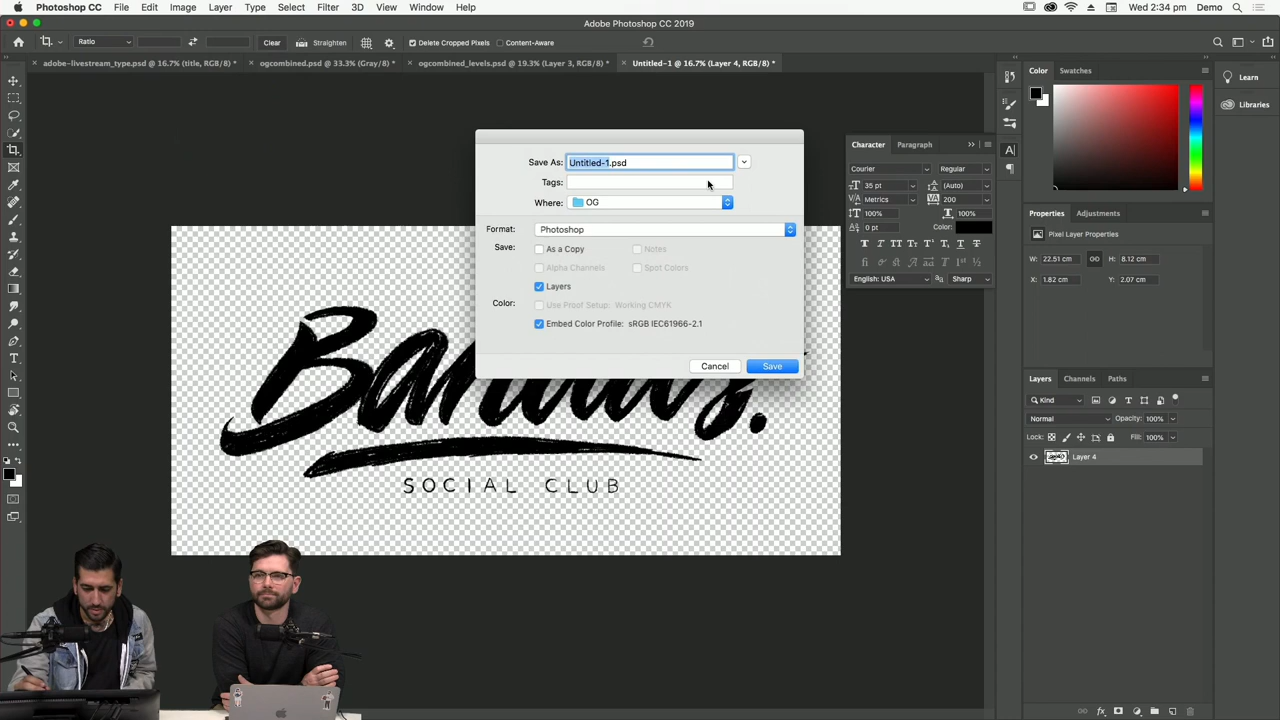 Photoshop CC File Edit Image Layer Type Select Filter 3D View Window Help Wed 2:34 pm Demo
Adobe Photoshop CC 2019
Ratio Clear Straighten Delete Cropped Pixels Content-Aware
adobe-livestream_type.psd @ 16.7% (title, RGB/8) * ogcombined.psd @ 33.3% (Gray/8) * ogcombined_levels.psd @ 19.3% (Layer 3, RGB/8) * Untitled-1 @ 16.7% (Layer 4, RGB/8) *
Color Swatches
Learn
Libraries
Save As: Untitled-1.psd
Tags:
Where: OG
Format: Photoshop
Save: As a Copy Notes
Alpha Channels Spot Colors
Layers
Color: Use Proof Setup: Working CMYK
Embed Color Profile: sRGB IEC61966-2.1
Cancel Save
Character Paragraph
Courier Regular
35 pt (Auto)
Metrics 200
100% 100%
0 pt Color:
English: USA Sharp
Properties Adjustments
Pixel Layer Properties
W: 22.51 cm H: 8.12 cm
X: 1.82 cm Y: 2.07 cm
Layers Channels Paths
Kind
Normal Opacity: 100%
Lock: Fill: 100%
Layer 4
SOCIAL CLUB